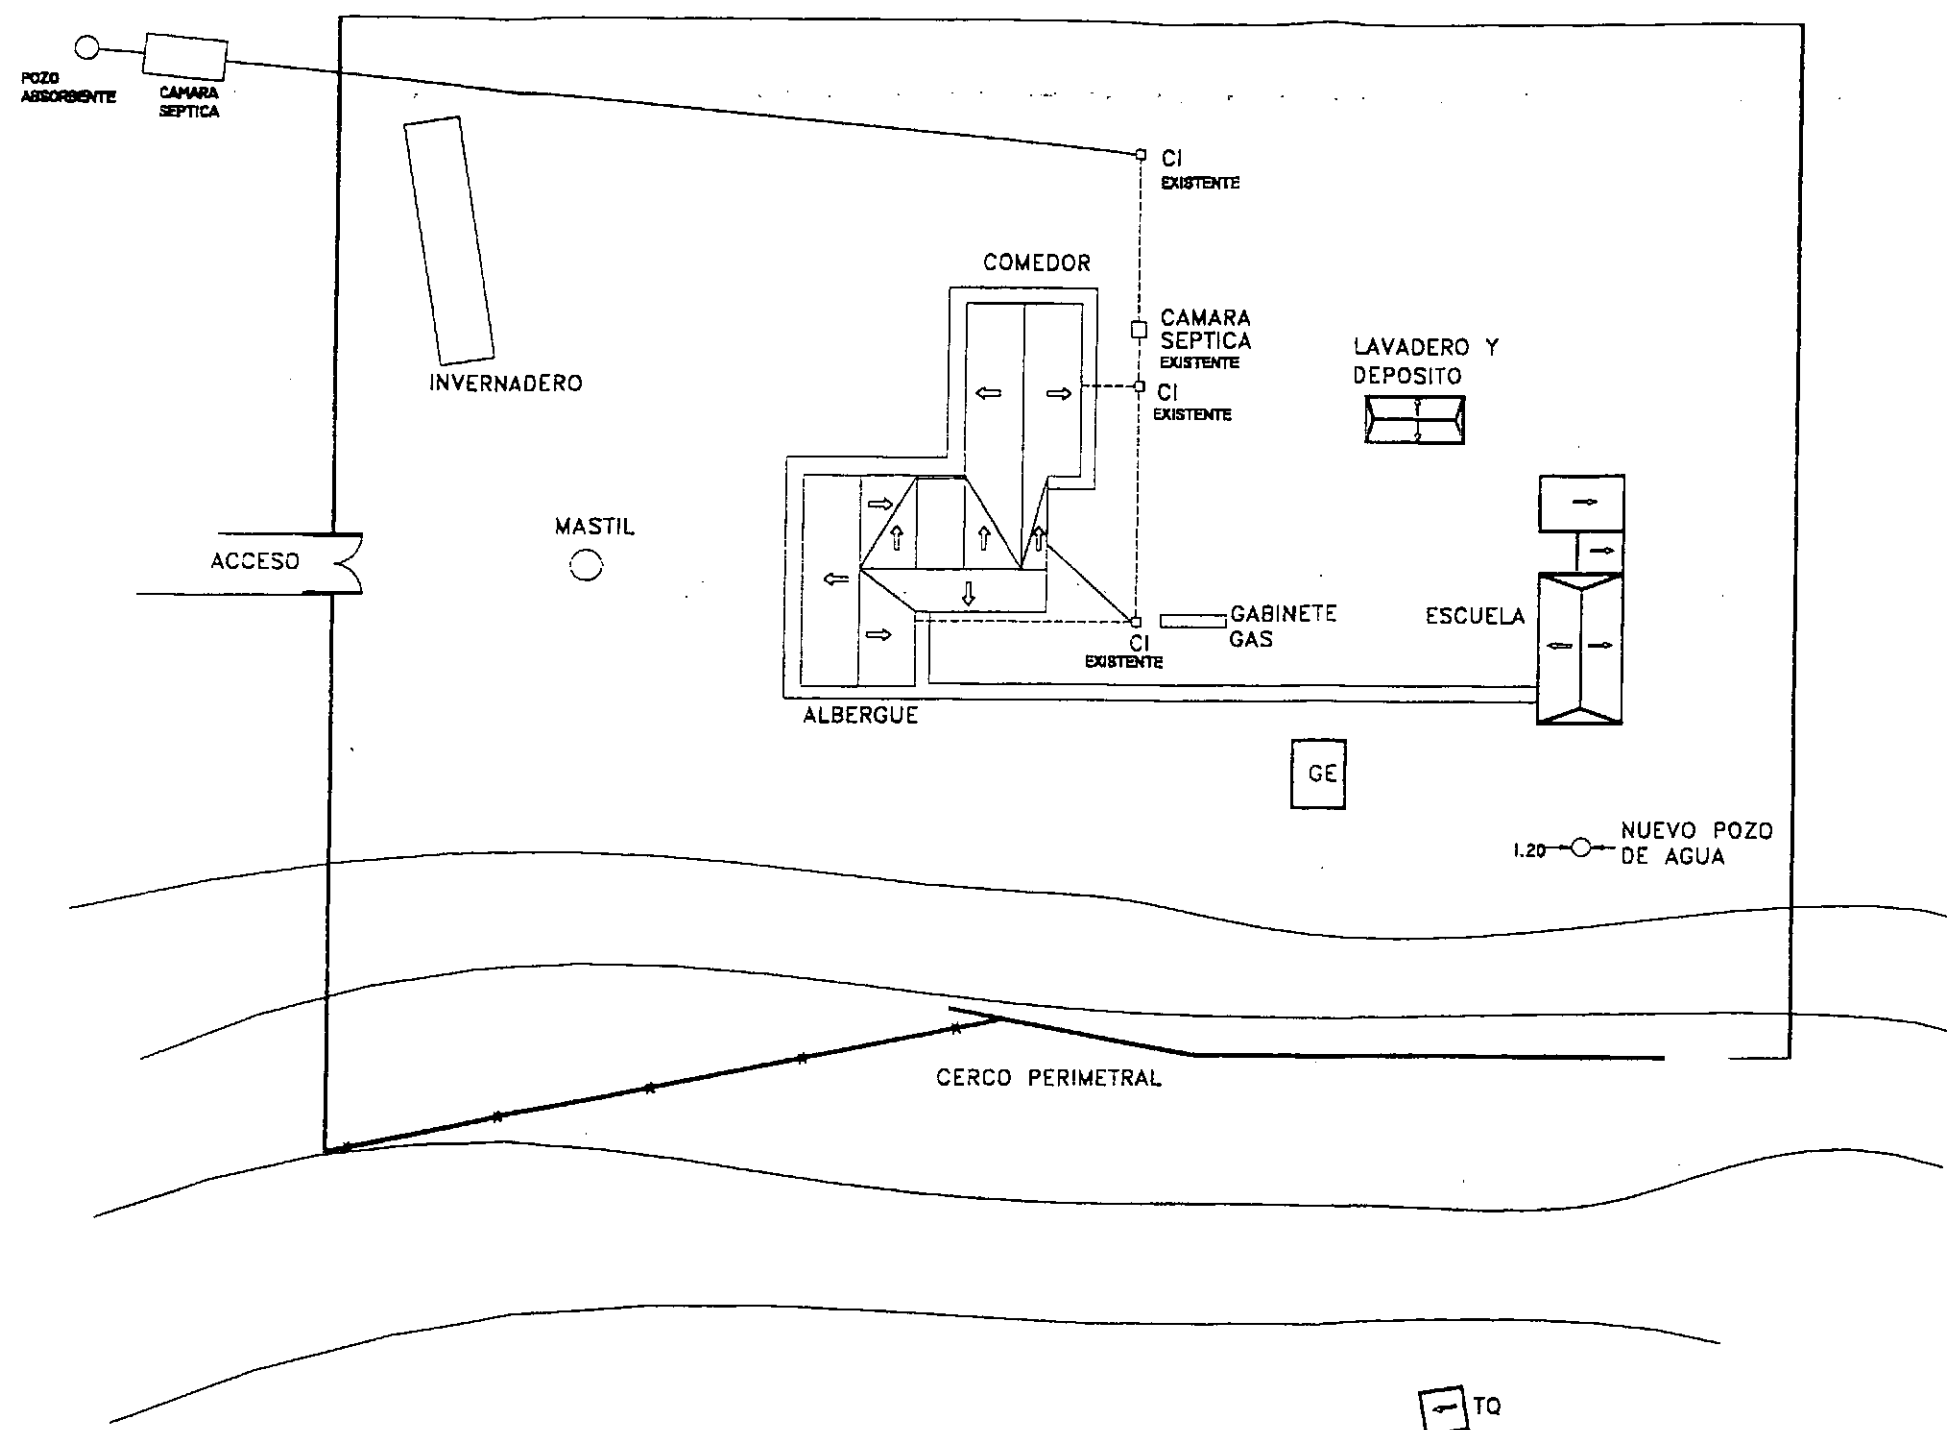 POZO
ABSORBENTE
CAMARA
SEPTICA
CI
EXISTENTE
COMEDOR
CAMARA
SEPTICA
EXISTENTE
CI
EXISTENTE
LAVADERO Y
DEPOSITO
INVERNADERO
MASTIL
ACCESO
GABINETE
GAS
CI
EXISTENTE
ESCUELA
ALBERGUE
GE
1.20
NUEVO POZO
DE AGUA
CERCO PERIMETRAL
TQ